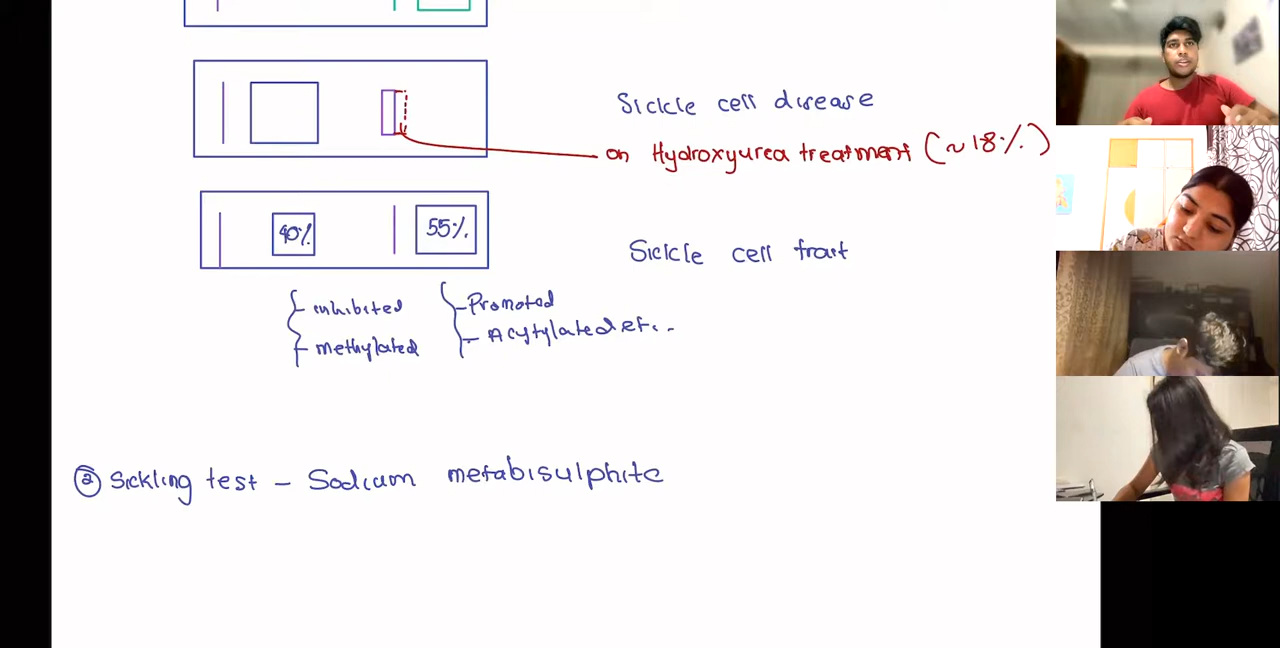 Sickle cell disease
on Hydroxyurea treatment (~18%)
40% 55%
Sickle cell trait
inhibited
methylated
Promoted
Acytylated et...
② Sickling test - Sodium metabisulphite